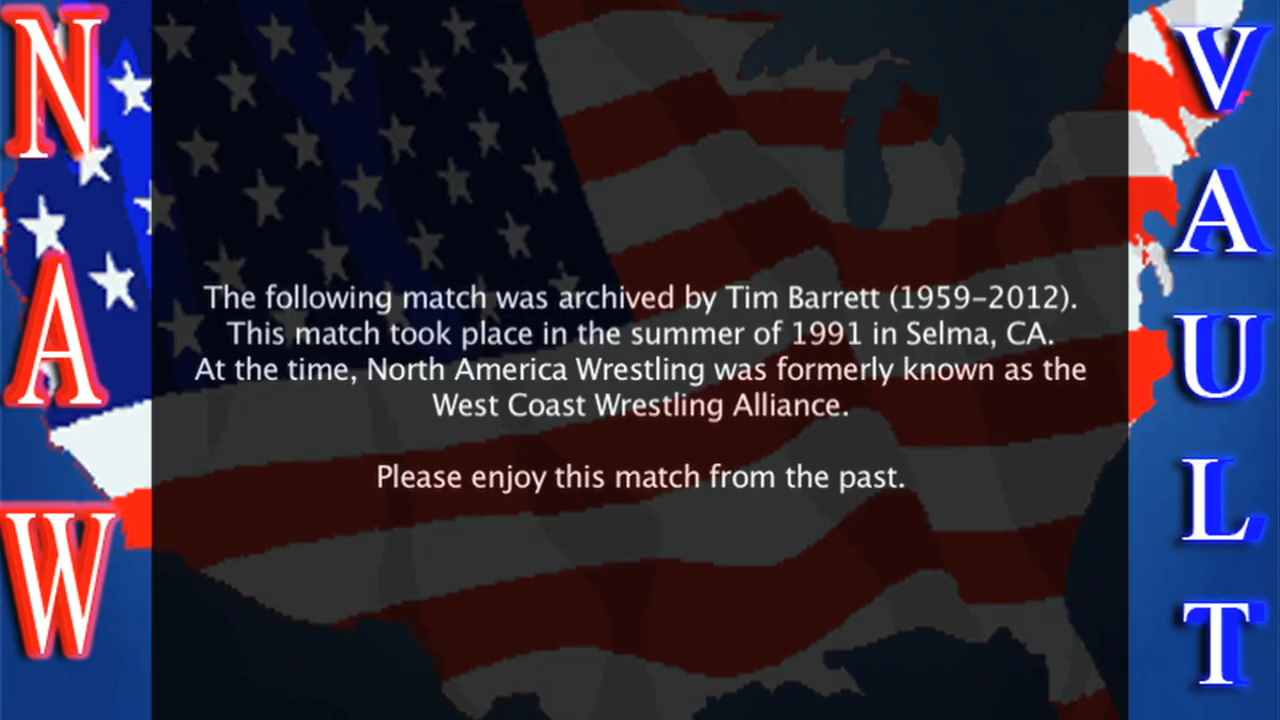 NAW
The following match was archived by Tim Barrett (1959–2012).
This match took place in the summer of 1991 in Selma, CA.
At the time, North America Wrestling was formerly known as the
West Coast Wrestling Alliance.
Please enjoy this match from the past.
VAULT